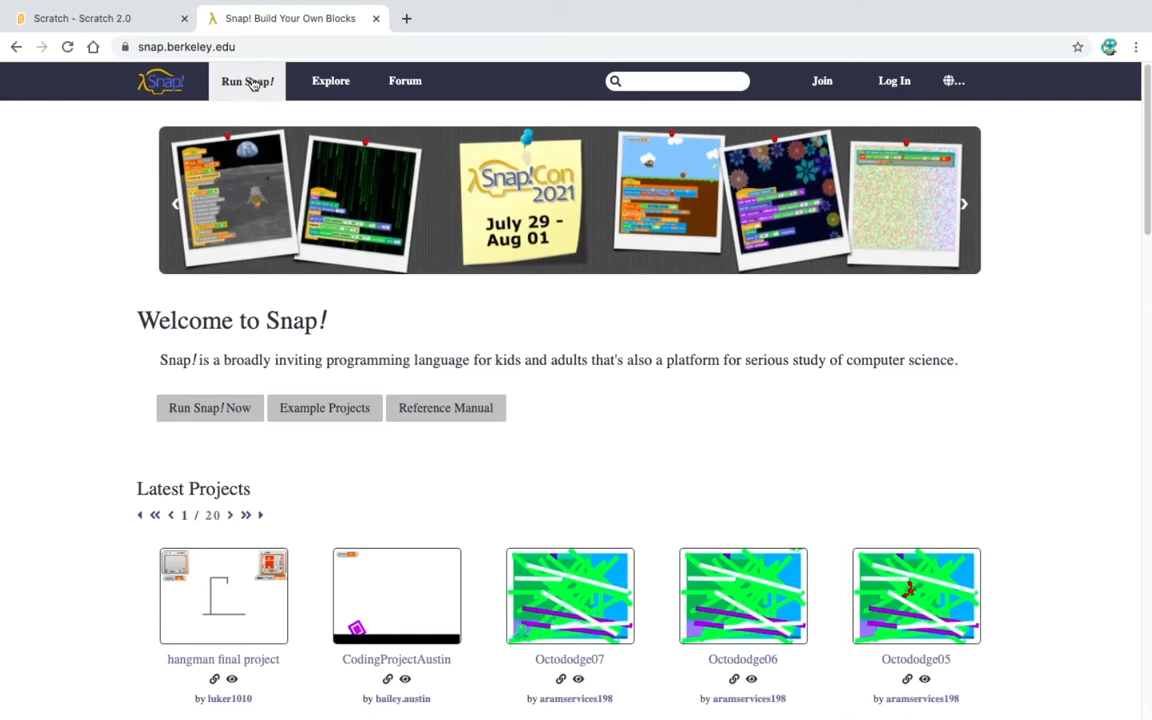 Scratch - Scratch 2.0
Snap! Build Your Own Blocks
snap.berkeley.edu
Snap!
Run Snap!
Explore
Forum
Join
Log In
...
Snap!Con
2021
July 29 -
Aug 01
Welcome to Snap!
Snap! is a broadly inviting programming language for kids and adults that's also a platform for serious study of computer science.
Run Snap! Now
Example Projects
Reference Manual
Latest Projects
1 / 20
hangman final project
CodingProjectAustin
Octododge07
Octododge06
Octododge05
by luker1010
by bailey.austin
by aramservices198
by aramservices198
by aramservices198